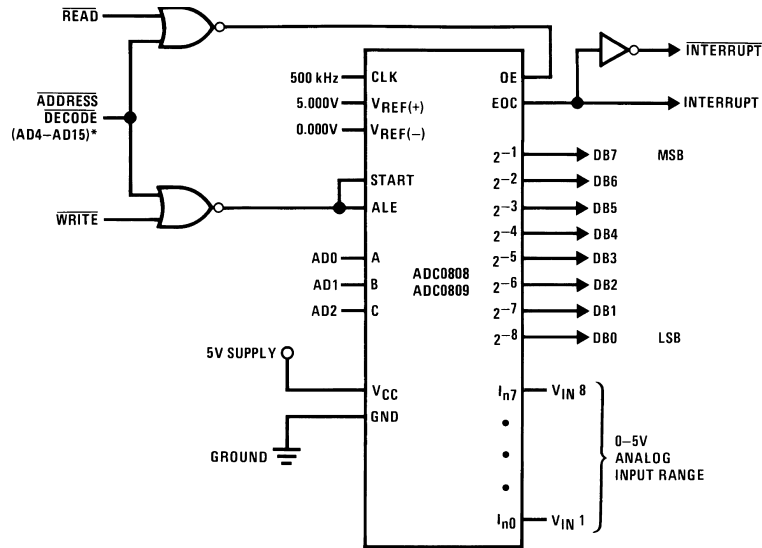 READ
ADDRESS
DECODE
(AD4–AD15)*
WRITE
500 kHz
5.000V
0.000V
AD0
AD1
AD2
5V SUPPLY
GROUND
CLK
VREF(+)
VREF(−)
START
ALE
A
B
C
VCC
GND
ADC0808
ADC0809
OE
EOC
2−1
2−2
2−3
2−4
2−5
2−6
2−7
2−8
In7
In0
INTERRUPT
INTERRUPT
DB7 MSB
DB6
DB5
DB4
DB3
DB2
DB1
DB0 LSB
VIN 8
0–5V
ANALOG
INPUT RANGE
VIN 1